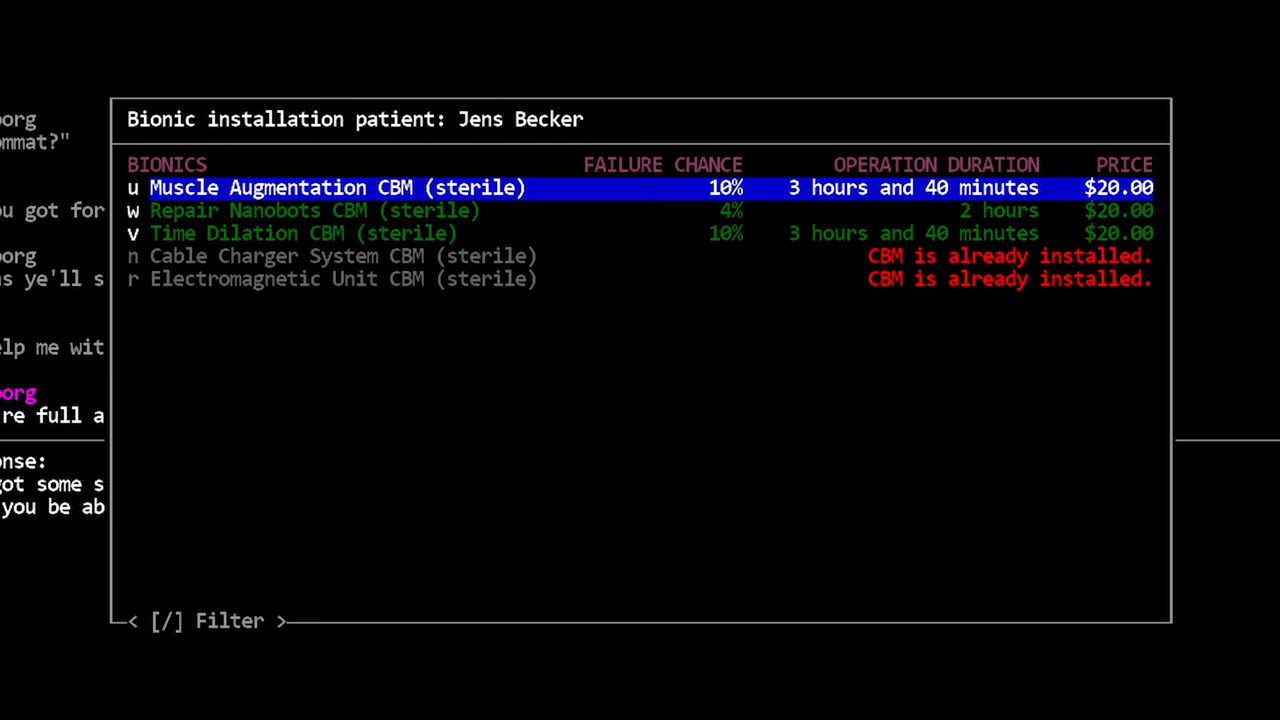 Bionic installation patient: Jens Becker
BIONICS FAILURE CHANCE OPERATION DURATION PRICE
u Muscle Augmentation CBM (sterile) 10% 3 hours and 40 minutes $20.00
w Repair Nanobots CBM (sterile) 4% 2 hours $20.00
v Time Dilation CBM (sterile) 10% 3 hours and 40 minutes $20.00
n Cable Charger System CBM (sterile) CBM is already installed.
r Electromagnetic Unit CBM (sterile) CBM is already installed.
< [/] Filter >
borg
ommat?"
ou got for
borg
as ye'll s
elp me wit
borg
're full a
onse:
got some s
you be ab